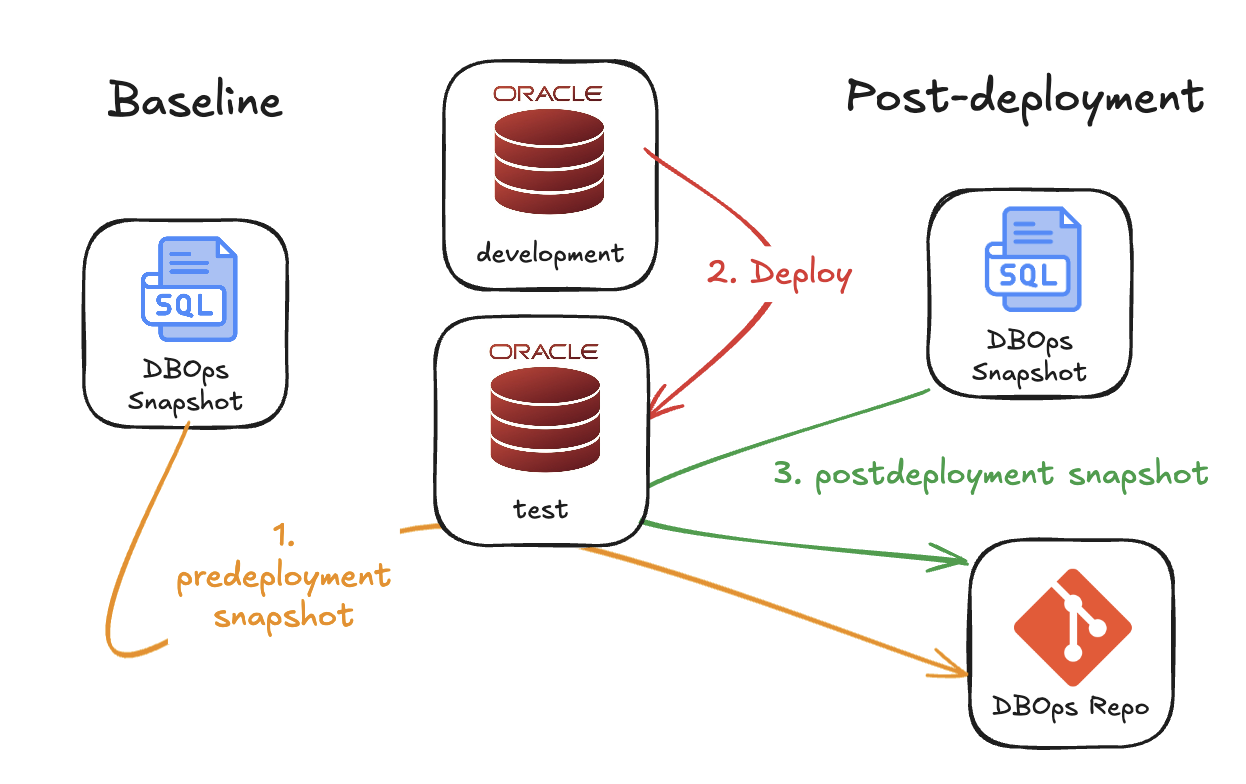 Baseline
ORACLE
development
Post-deployment
2. Deploy
SQL
DBOps
Snapshot
SQL
DBOps
Snapshot
ORACLE
test
1.
predeployment
snapshot
3. postdeployment snapshot
DBOps Repo